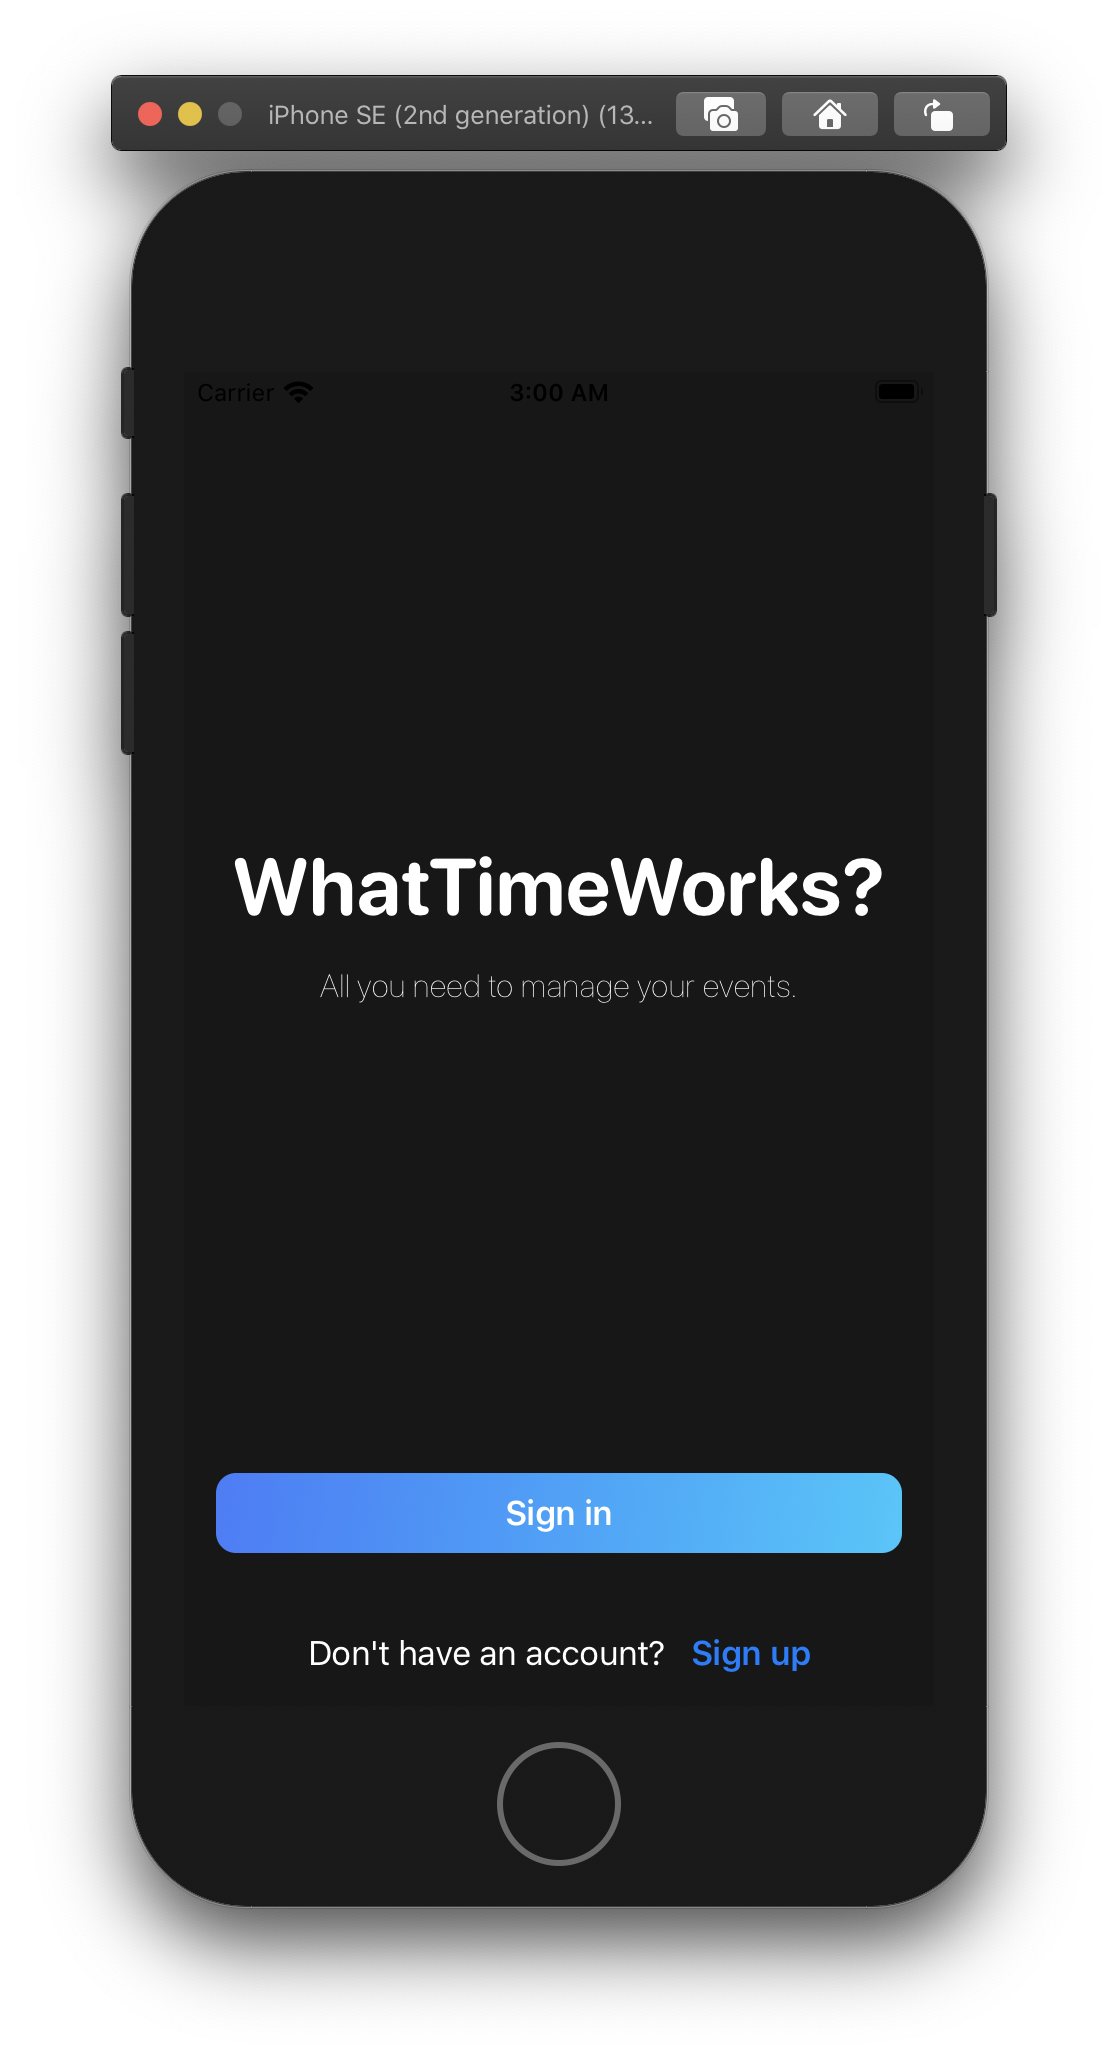 iPhone SE (2nd generation) (13...
Carrier 3:00 AM
WhatTimeWorks?
All you need to manage your events.
Sign in
Don't have an account? Sign up